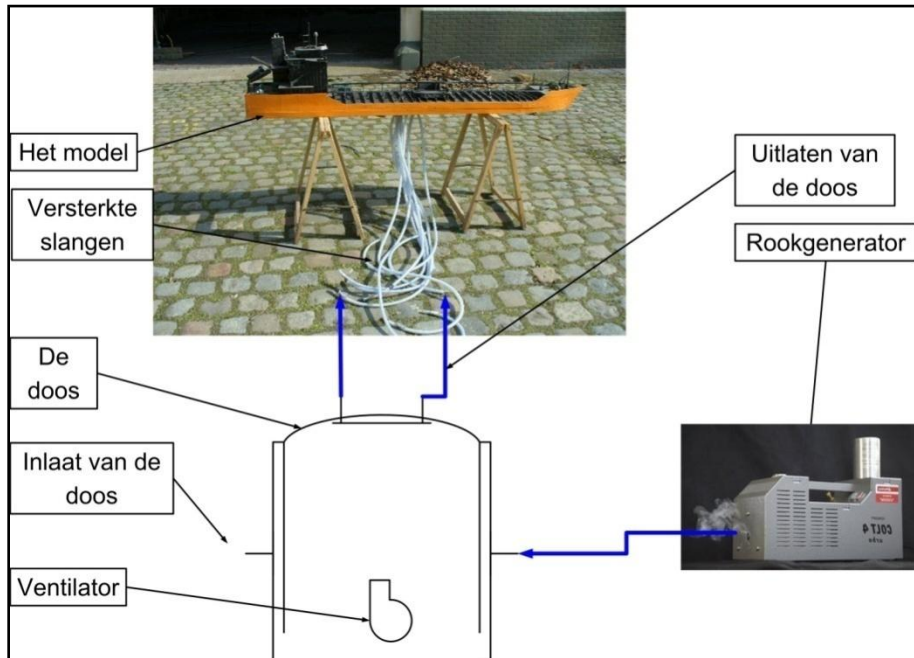 Het model
Versterkte
slangen
Uitlaten van
de doos
Rookgenerator
De
doos
Inlaat van de
doos
Ventilator
COLT 4